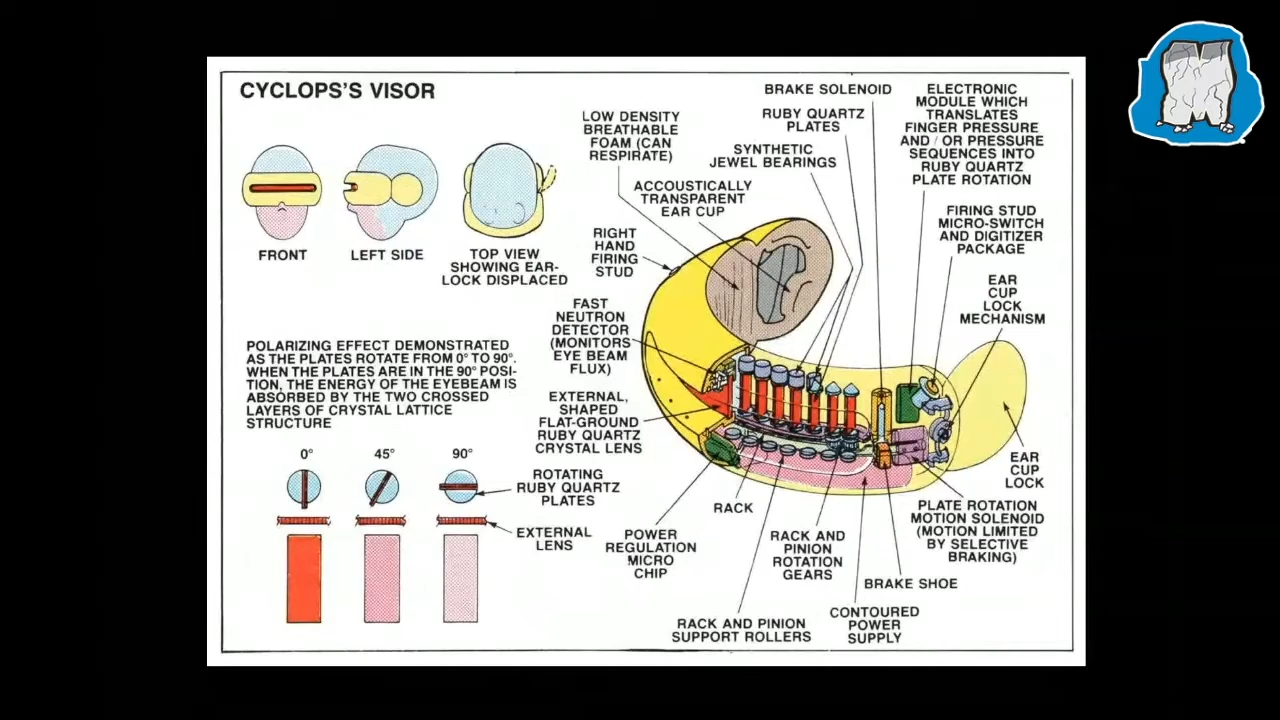 CYCLOPS'S VISOR
FRONT
LEFT SIDE
TOP VIEW
SHOWING EAR-
LOCK DISPLACED
LOW DENSITY
BREATHABLE
FOAM (CAN
RESPIRATE)
ACCOUSTICALLY
TRANSPARENT
EAR CUP
RIGHT
HAND
FIRING
STUD
BRAKE SOLENOID
RUBY QUARTZ
PLATES
SYNTHETIC
JEWEL BEARINGS
ELECTRONIC
MODULE WHICH
TRANSLATES
FINGER PRESSURE
AND / OR PRESSURE
SEQUENCES INTO
RUBY QUARTZ
PLATE ROTATION
FIRING STUD
MICRO-SWITCH
AND DIGITIZER
PACKAGE
EAR
CUP
LOCK
MECHANISM
FAST
NEUTRON
DETECTOR
(MONITORS
EYE BEAM
FLUX)
EXTERNAL,
SHAPED
FLAT-GROUND
RUBY QUARTZ
CRYSTAL LENS
POLARIZING EFFECT DEMONSTRATED
AS THE PLATES ROTATE FROM 0° TO 90°.
WHEN THE PLATES ARE IN THE 90° POSI-
TION, THE ENERGY OF THE EYEBEAM IS
ABSORBED BY THE TWO CROSSED
LAYERS OF CRYSTAL LATTICE
STRUCTURE
0°
45°
90°
ROTATING
RUBY QUARTZ
PLATES
EXTERNAL
LENS
POWER
REGULATION
MICRO
CHIP
RACK
RACK AND PINION
SUPPORT ROLLERS
RACK AND
PINION
ROTATION
GEARS
CONTOURED
POWER
SUPPLY
BRAKE SHOE
PLATE ROTATION
MOTION SOLENOID
(MOTION LIMITED
BY SELECTIVE
BRAKING)
EAR
CUP
LOCK